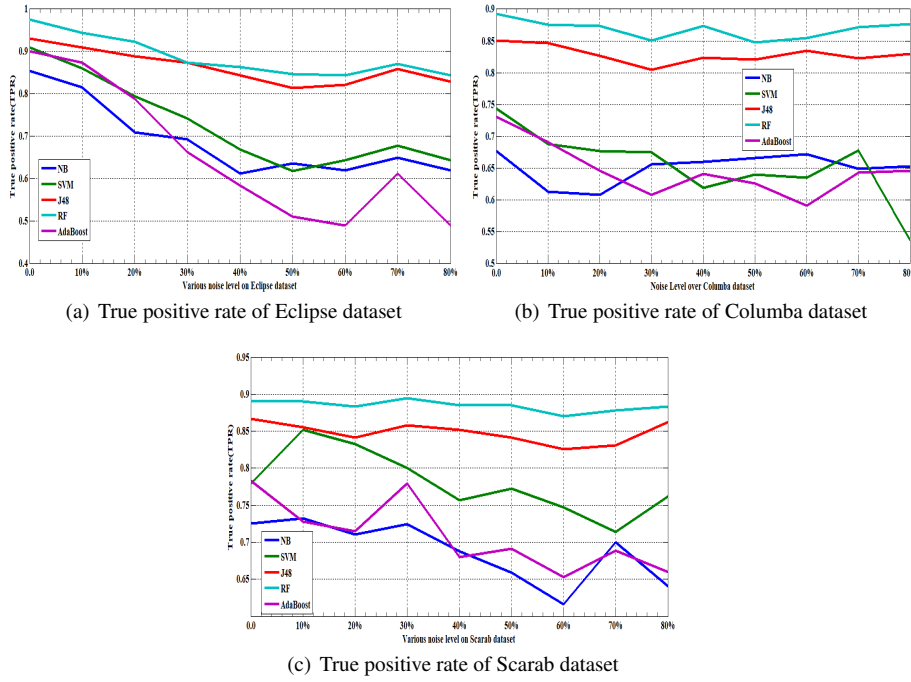 1
0.9
0.8
0.7
0.6
0.5
0.4
True positive rate(TPR)
NB
SVM
J48
RF
AdaBoost
0.0 10% 20% 30% 40% 50% 60% 70% 80%
Various noise level on Eclipse dataset
(a) True positive rate of Eclipse dataset
0.9
0.85
0.8
0.75
0.7
0.65
0.6
0.55
0.5
True positive rate(TPR)
NB
SVM
J48
RF
AdaBoost
0.0 10% 20% 30% 40% 50% 60% 70% 80%
Noise Level over Columba dataset
(b) True positive rate of Columba dataset
0.95
0.9
0.85
0.8
0.75
0.7
0.65
True positive rate(TPR)
NB
SVM
J48
RF
AdaBoost
0.0 10% 20% 30% 40% 50% 60% 70% 80%
Various noise level on Scarab dataset
(c) True positive rate of Scarab dataset